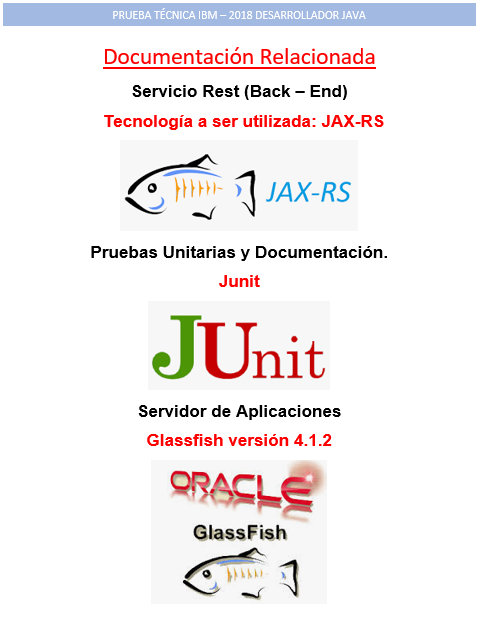 PRUEBA TÉCNICA IBM – 2018 DESARROLLADOR JAVA
Documentación Relacionada
Servicio Rest (Back – End)
Tecnología a ser utilizada: JAX-RS
JAX-RS
Pruebas Unitarias y Documentación.
Junit
JUnit
Servidor de Aplicaciones
Glassfish versión 4.1.2
ORACLE
GlassFish